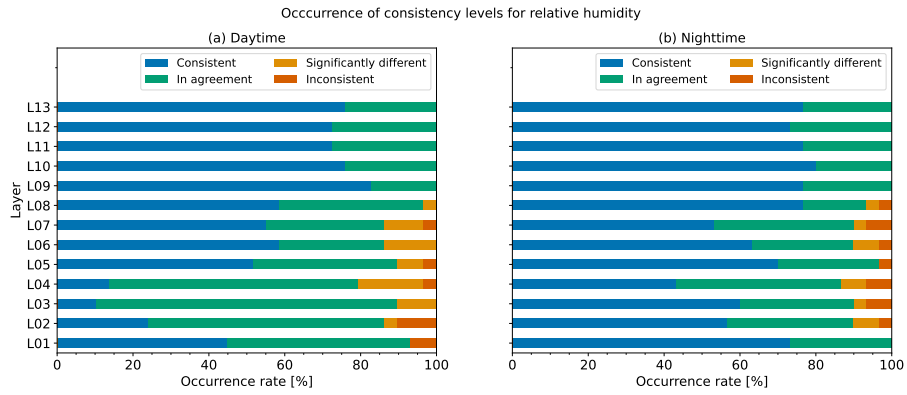 Occcurrence of consistency levels for relative humidity
(a) Daytime
Consistent
In agreement
Significantly different
Inconsistent
Layer
L13
L12
L11
L10
L09
L08
L07
L06
L05
L04
L03
L02
L01
0 20 40 60 80 100
Occurrence rate [%]
(b) Nighttime
Consistent
In agreement
Significantly different
Inconsistent
0 20 40 60 80 100
Occurrence rate [%]